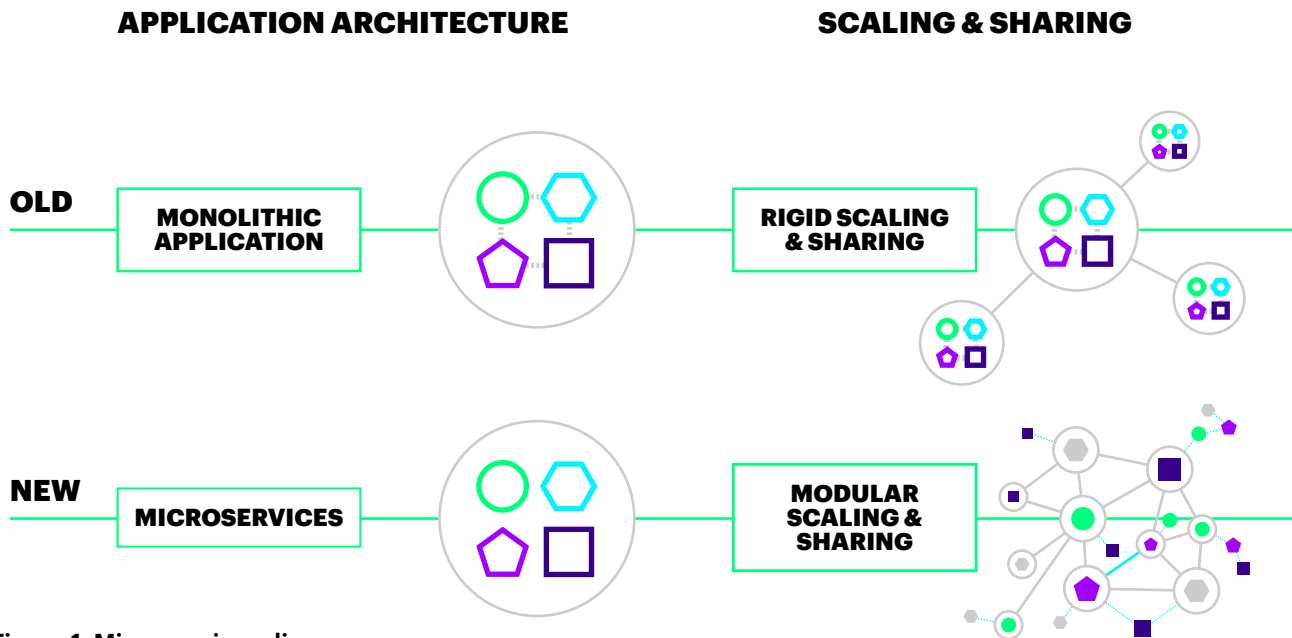 APPLICATION ARCHITECTURE
SCALING & SHARING
OLD
MONOLITHIC
APPLICATION
RIGID SCALING
& SHARING
NEW
MICROSERVICES
MODULAR
SCALING &
SHARING